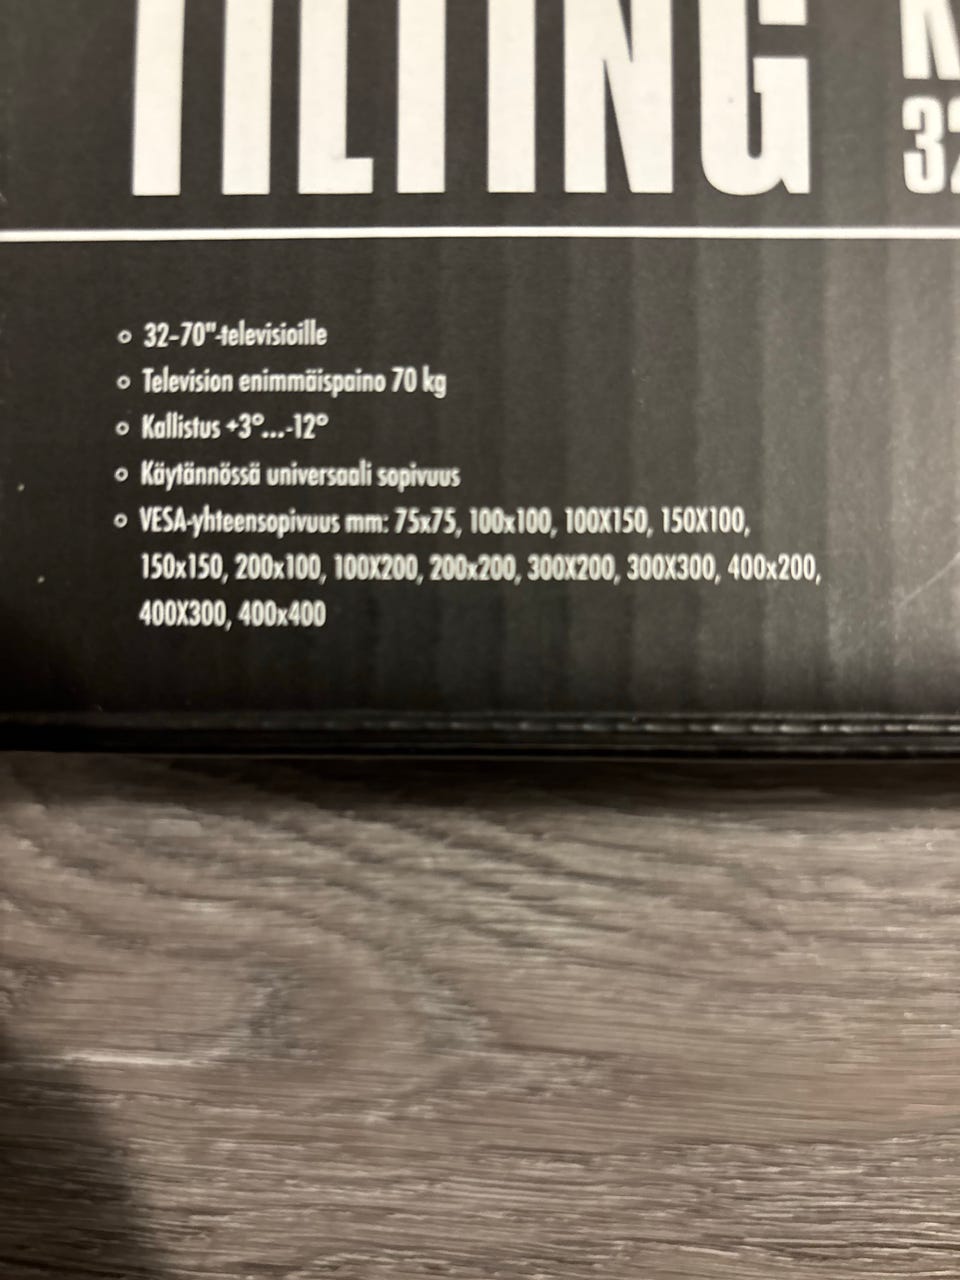 TILTING
32
32-70"-televisioille
Television enimmäispaino 70 kg
Kallistus +3°...-12°
Käytännössä universaali sopivuus
VESA-yhteensopivuus mm: 75x75, 100x100, 100X150, 150X100,
150x150, 200x100, 100X200, 200x200, 300X200, 300X300, 400x200,
400X300, 400x400